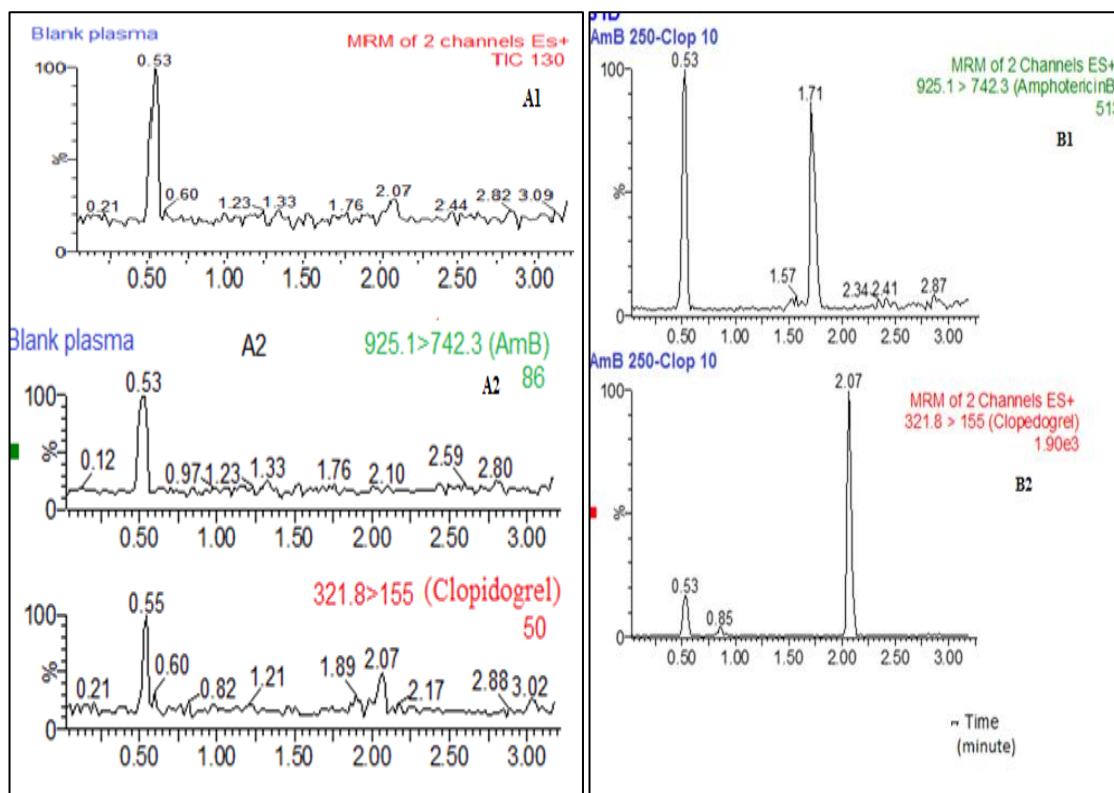 Blank plasma
MRM of 2 channels Es+
TIC 130
A1
100
%
0
0.53
0.21
0.60
1.23
1.33
1.76
2.07
2.44
2.82
3.09
0.50 1.00 1.50 2.00 2.50 3.00
Blank plasma
A2
925.1>742.3 (AmB)
A2
86
100
%
0
0.53
0.12
0.97
1.23
1.33
1.76
2.10
2.59
2.80
0.50 1.00 1.50 2.00 2.50 3.00
321.8>155 (Clopidogrel)
50
100
%
0
0.55
0.21
0.60
0.82
1.21
1.89
2.07
2.17
2.88
3.02
0.50 1.00 1.50 2.00 2.50 3.00
AmB 250-Clop 10
MRM of 2 Channels ES+
925.1 > 742.3 (AmphotericinB)
513
B1
100
%
0
0.53
1.57
1.71
2.34
2.41
2.87
0.50 1.00 1.50 2.00 2.50 3.00
AmB 250-Clop 10
MRM of 2 Channels ES+
321.8 > 155 (Clopedogrel)
1.90e3
B2
100
%
0
0.53
0.85
2.07
0.50 1.00 1.50 2.00 2.50 3.00
Time
(minute)